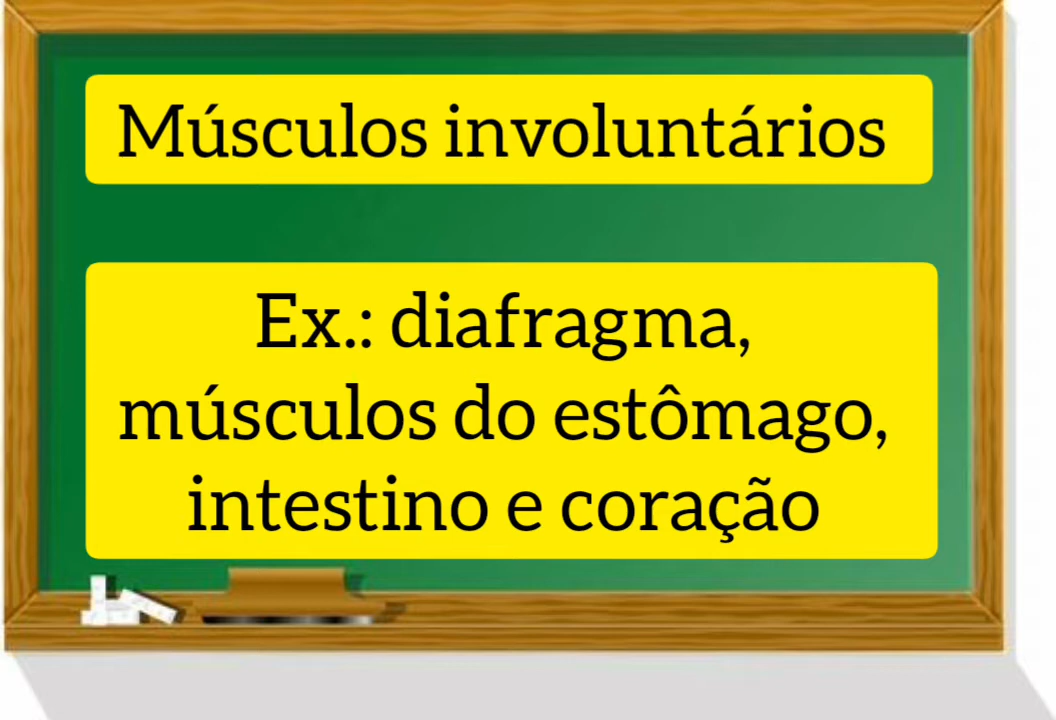 Músculos involuntários
Ex.: diafragma,
músculos do estômago,
intestino e coração